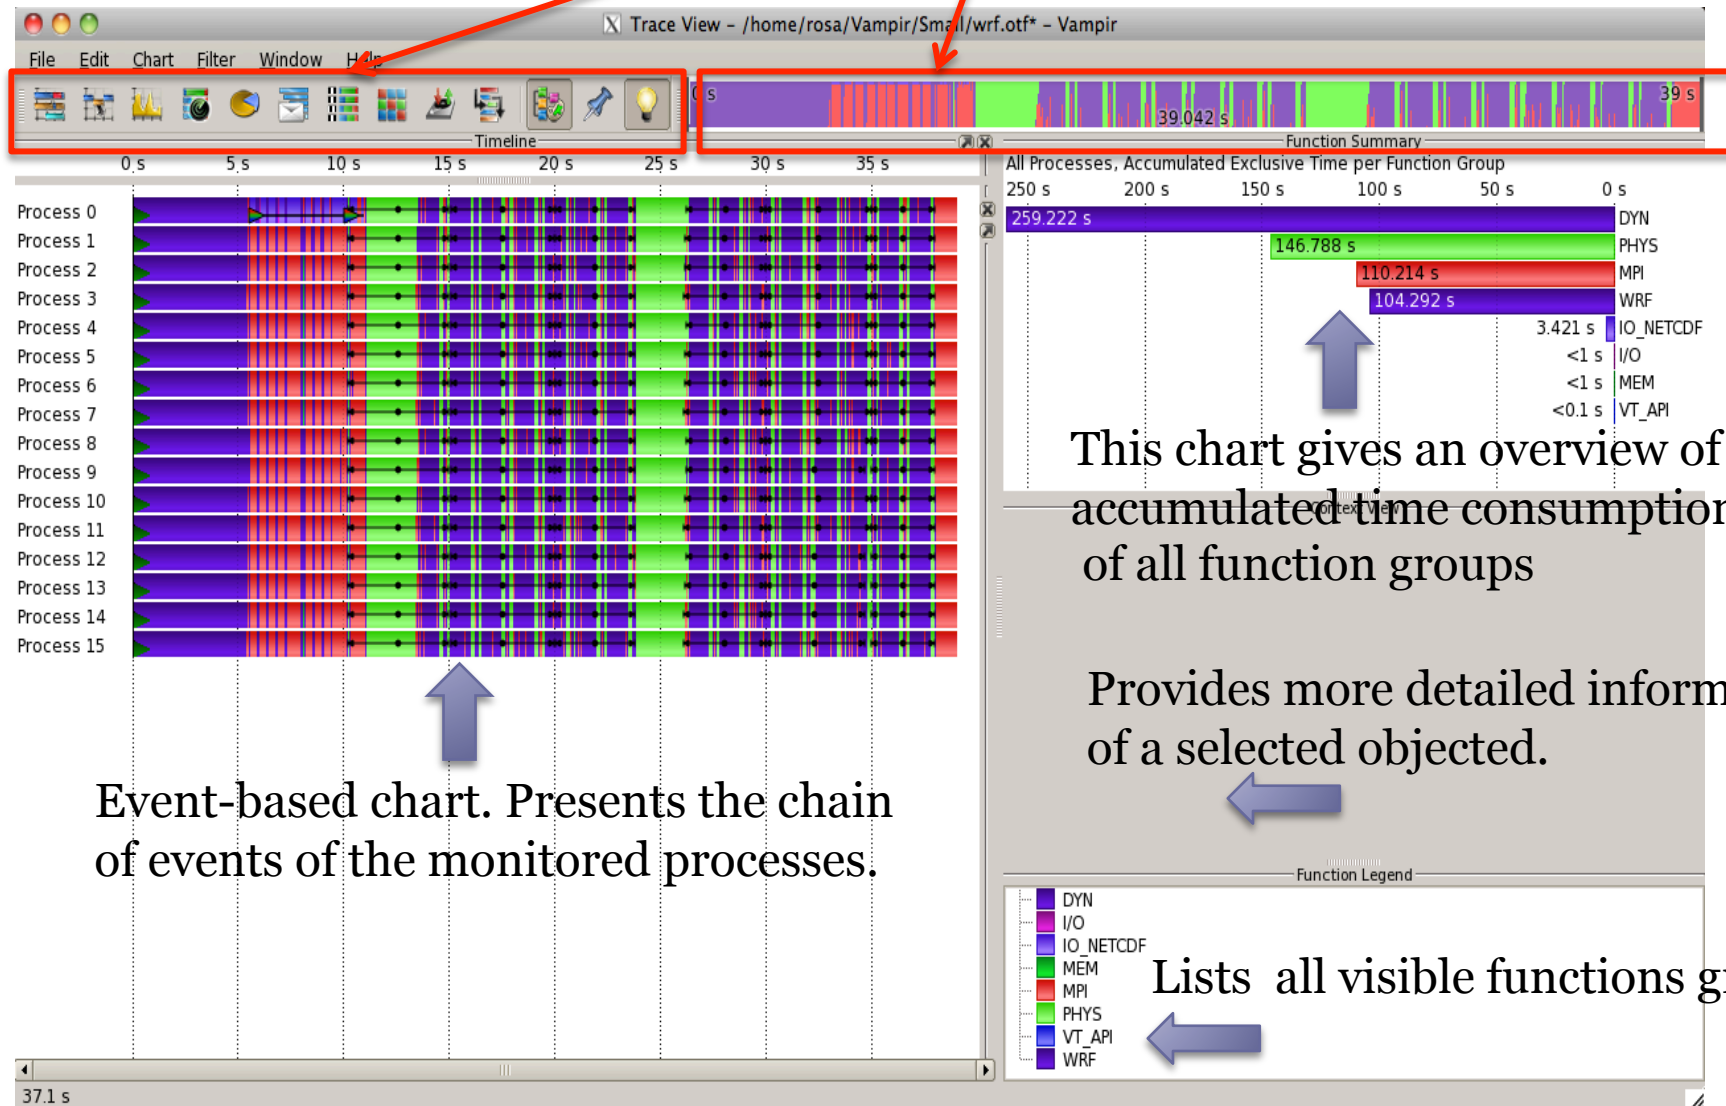 Trace View – /home/rosa/Vampir/Small/wrf.otf* – Vampir
File Edit Chart Filter Window Help
0 s
39 s
39.042 s
Timeline
0 s 5 s 10 s 15 s 20 s 25 s 30 s 35 s
Process 0
Process 1
Process 2
Process 3
Process 4
Process 5
Process 6
Process 7
Process 8
Process 9
Process 10
Process 11
Process 12
Process 13
Process 14
Process 15
Event-based chart. Presents the chain
of events of the monitored processes.
Function Summary
All Processes, Accumulated Exclusive Time per Function Group
250 s 200 s 150 s 100 s 50 s 0 s
259.222 s DYN
146.788 s PHYS
110.214 s MPI
104.292 s WRF
3.421 s IO_NETCDF
<1 s I/O
<1 s MEM
<0.1 s VT_API
This chart gives an overview of
accumulated time consumption
of all function groups
Context View
Provides more detailed inform
of a selected objected.
Function Legend
DYN
I/O
IO_NETCDF
MEM
MPI
PHYS
VT_API
WRF
Lists all visible functions g
37.1 s